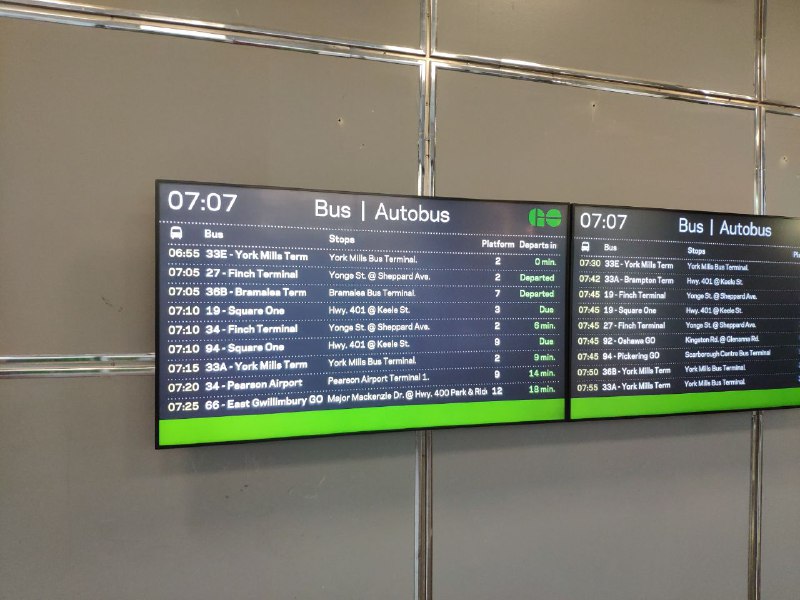 07:07 Bus | Autobus GO
Bus Stops Platform Departs in
06:55 33E - York Mills Term York Mills Bus Terminal. 2 0 min.
07:05 27 - Finch Terminal Yonge St. @ Sheppard Ave. 2 Departed
07:05 36B - Bramalea Term Bramalea Bus Terminal. 7 Departed
07:10 19 - Square One Hwy. 401 @ Keele St. 3 Due
07:10 34 - Finch Terminal Yonge St. @ Sheppard Ave. 2 6 min.
07:10 94 - Square One Hwy. 401 @ Keele St. 9 Due
07:15 33A - York Mills Term York Mills Bus Terminal. 2 9 min.
07:20 34 - Pearson Airport Pearson Airport Terminal 1. 9 14 min.
07:25 66 - East Gwillimbury GO Major Mackenzie Dr. @ Hwy. 400 Park & Rid 12 19 min.
07:07 Bus | Autobus
Bus Stops
07:30 33E - York Mills Term York Mills Bus Terminal.
07:42 33A - Brampton Term Hwy. 401 @ Keele St.
07:45 19 - Finch Terminal Yonge St. @ Sheppard Ave.
07:45 19 - Square One Hwy. 401 @ Keele St.
07:45 27 - Finch Terminal Yonge St. @ Sheppard Ave.
07:45 92 - Oshawa GO Kingston Rd. @ Glenanna Rd.
07:45 94 - Pickering GO Scarborough Centre Bus Terminal
07:50 36B - York Mills Term York Mills Bus Terminal.
07:55 33A - York Mills Term York Mills Bus Terminal.